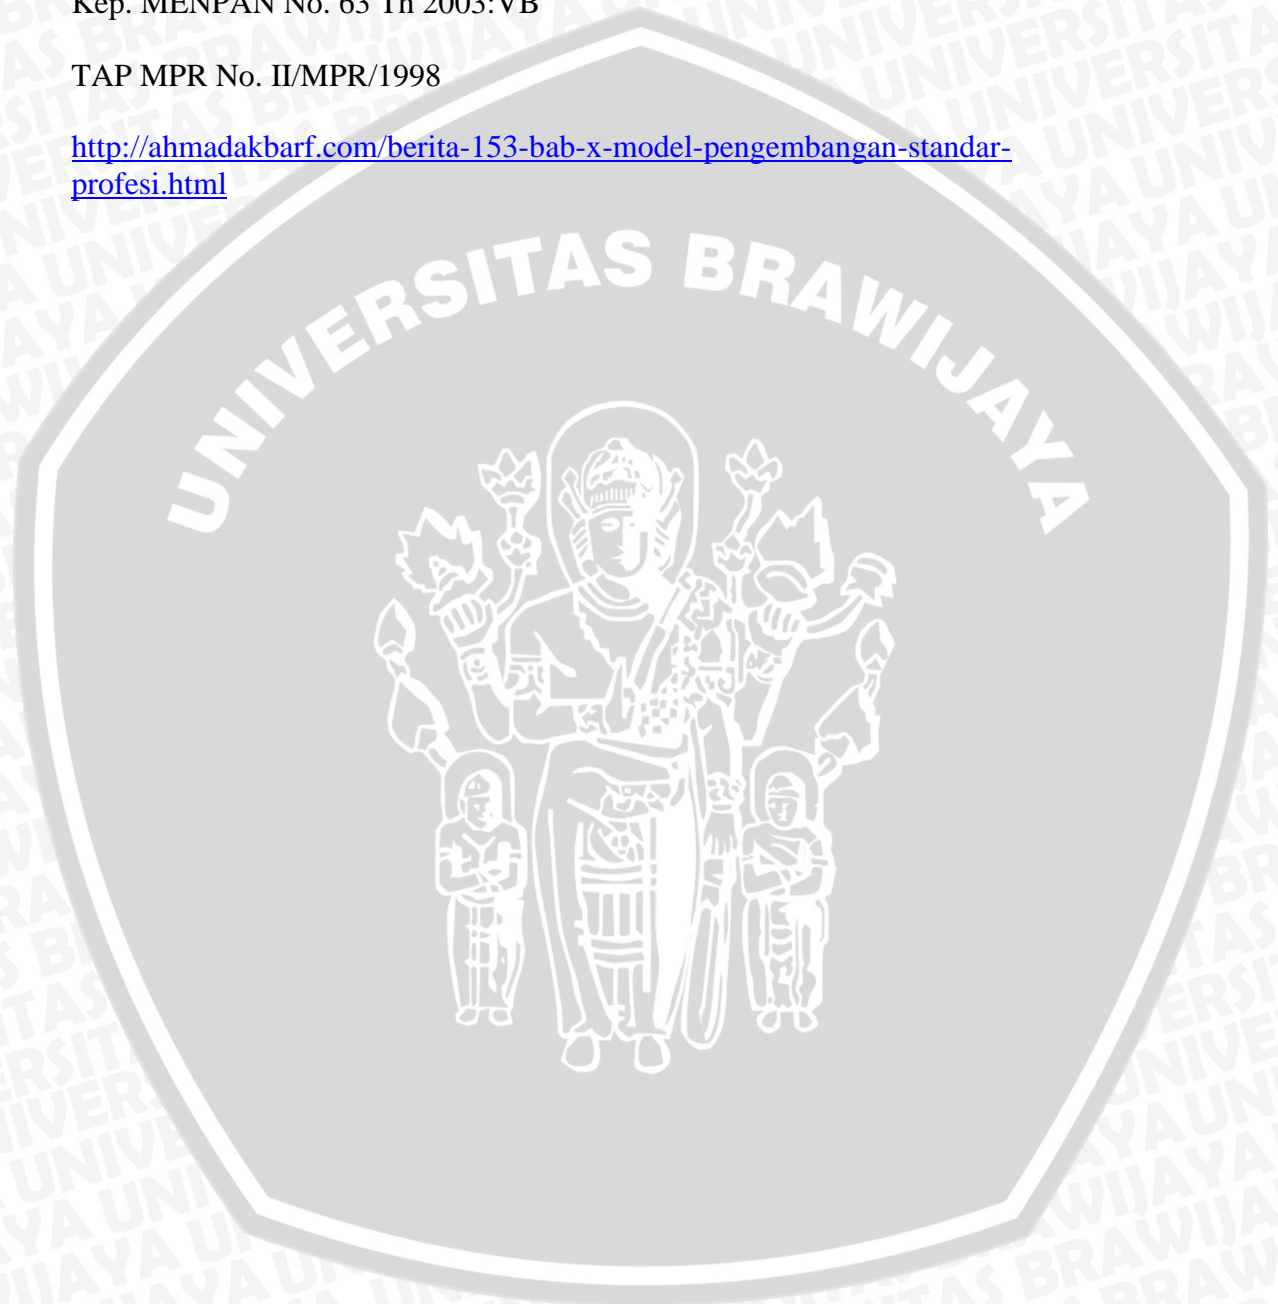 Kep. MENPAN No. 63 Th 2003:VB
TAP MPR No. II/MPR/1998
http://ahmadakbarf.com/berita-153-bab-x-model-pengembangan-standar-
profesi.html
UNIVERSITAS BRAWIJAYA